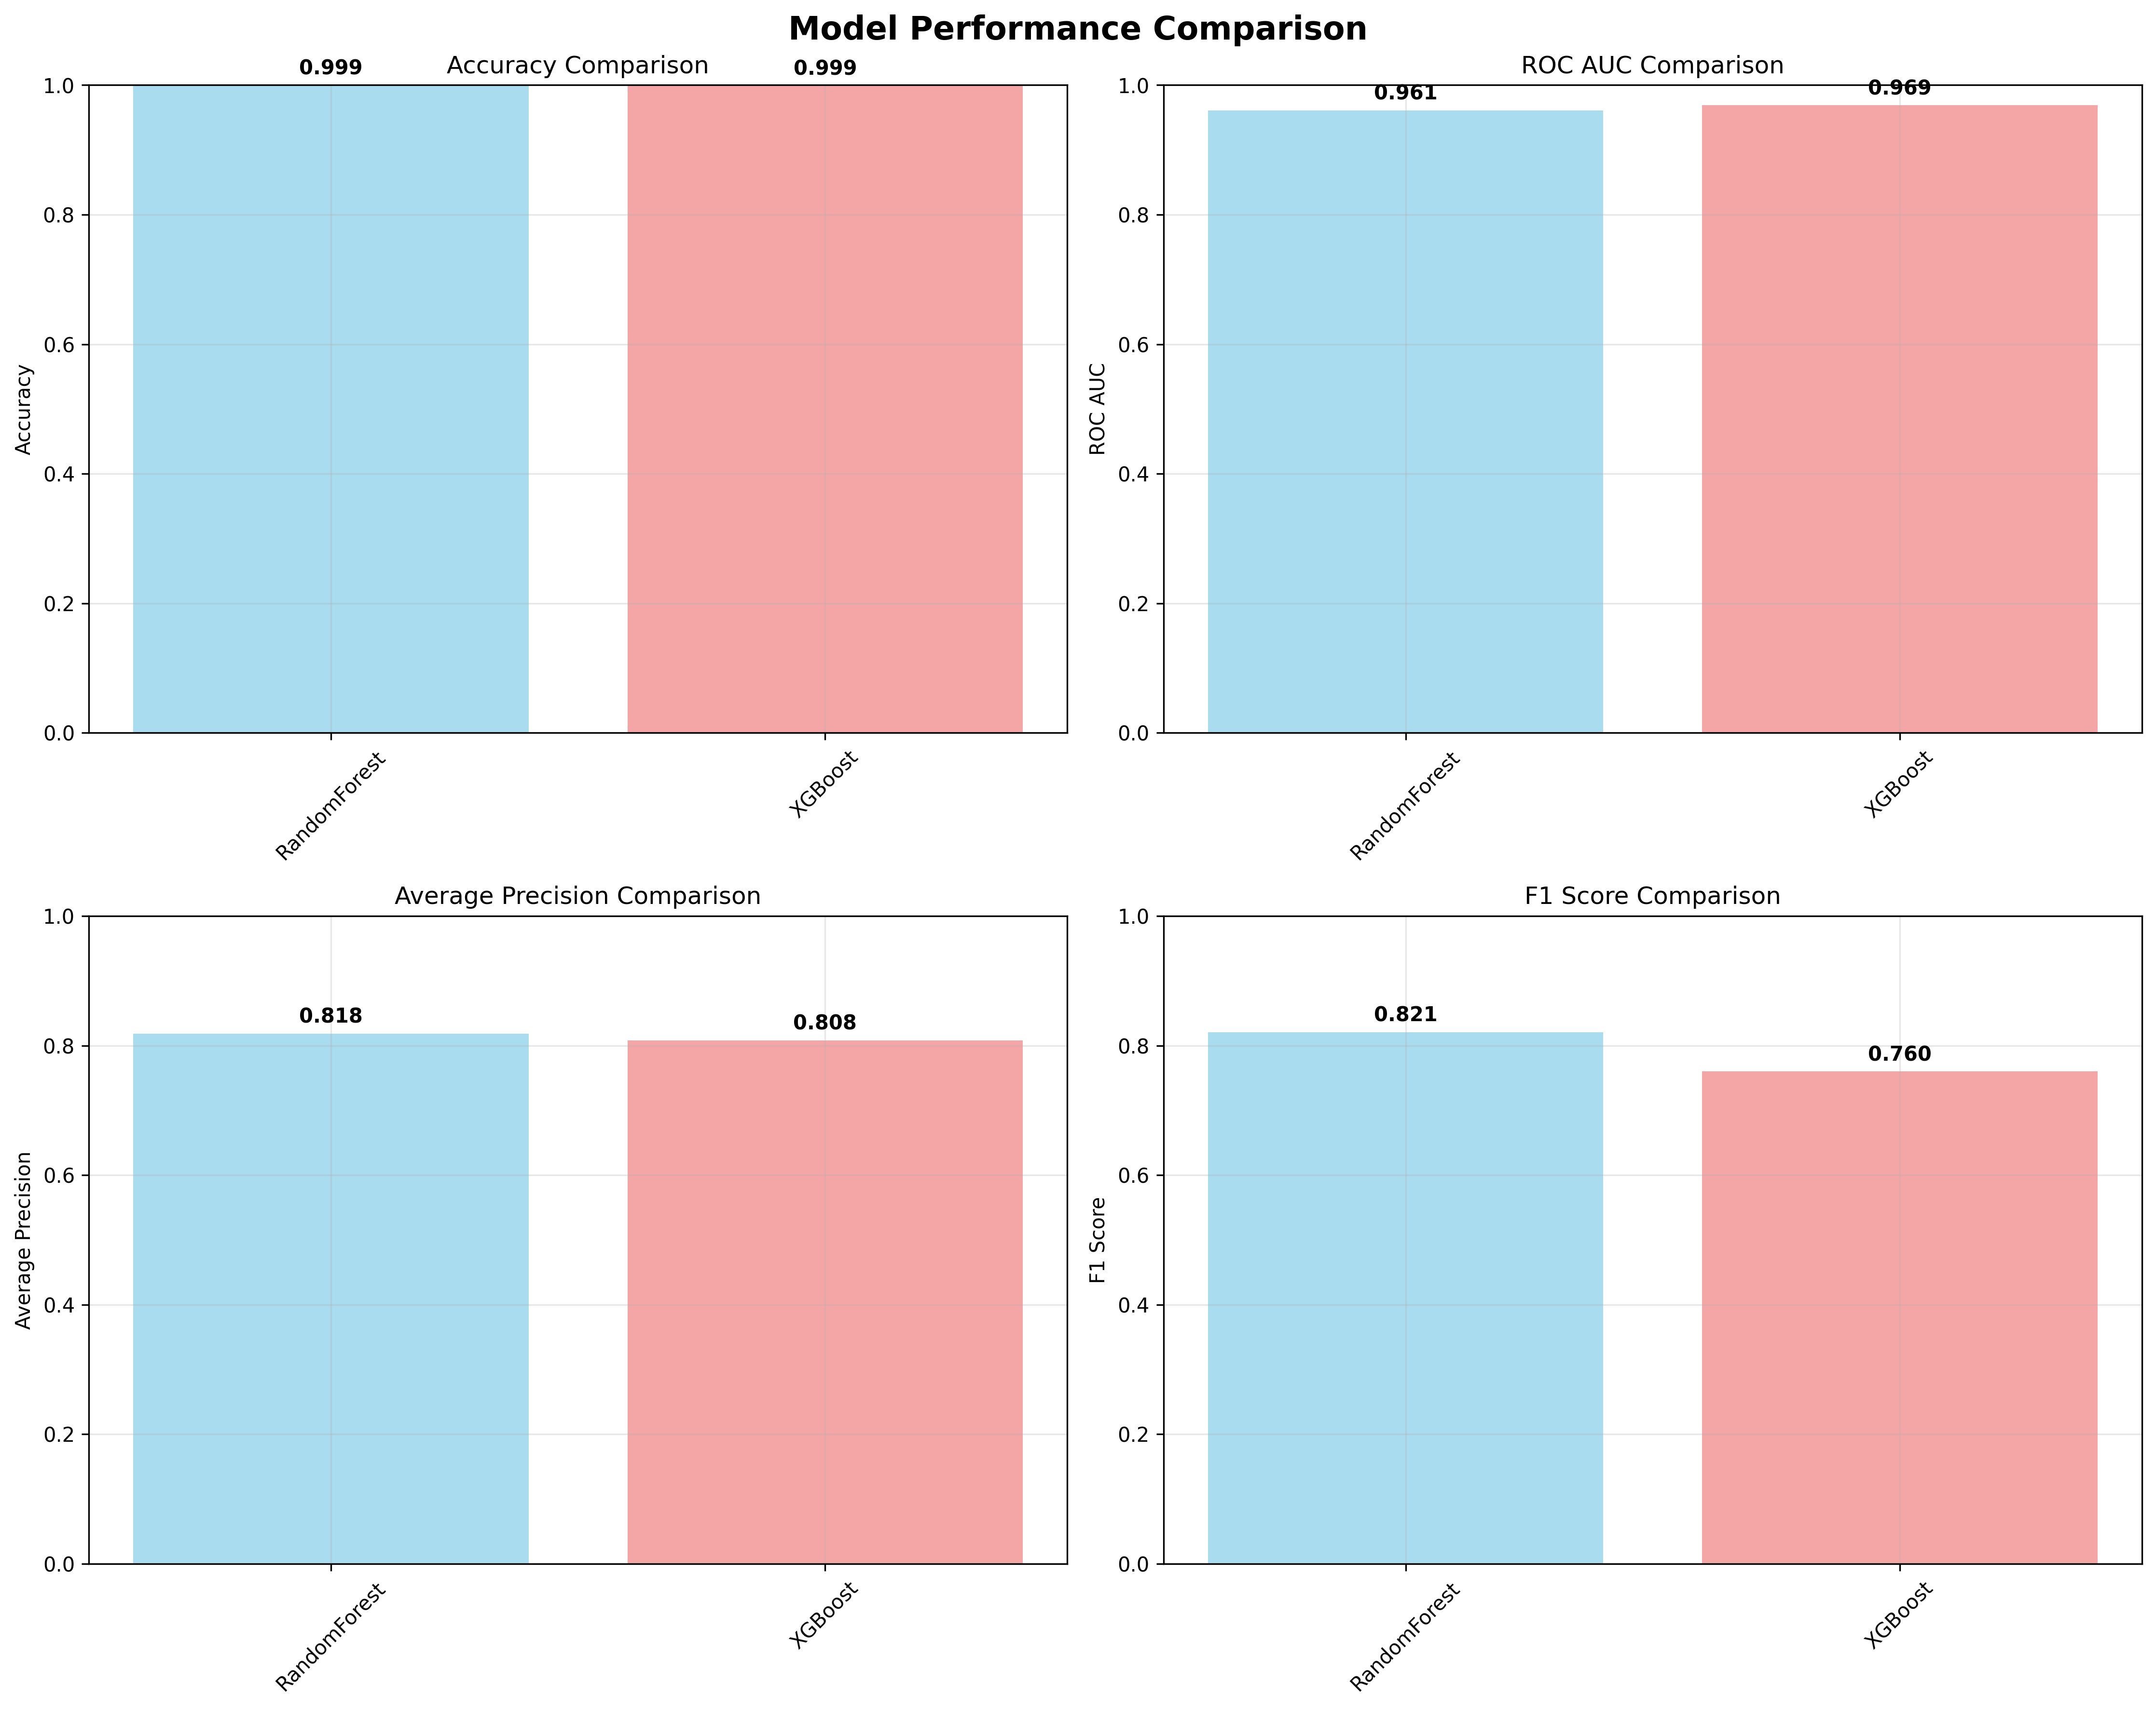 Model Performance Comparison
Accuracy Comparison
0.999
0.999
1.0
0.8
0.6
0.4
0.2
0.0
Accuracy
RandomForest
XGBoost
ROC AUC Comparison
0.961
0.969
1.0
0.8
0.6
0.4
0.2
0.0
ROC AUC
RandomForest
XGBoost
Average Precision Comparison
0.818
0.808
1.0
0.8
0.6
0.4
0.2
0.0
Average Precision
RandomForest
XGBoost
F1 Score Comparison
0.821
0.760
1.0
0.8
0.6
0.4
0.2
0.0
F1 Score
RandomForest
XGBoost